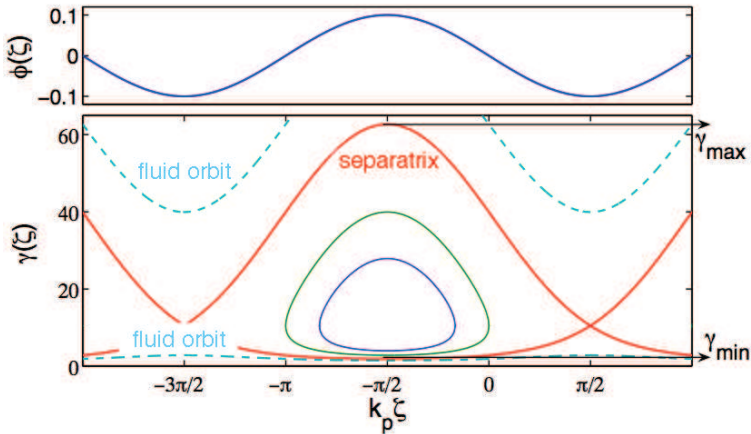 0.1
0
−0.1
ϕ(ζ)
60
40
20
0
γ(ζ)
fluid orbit
separatrix
fluid orbit
γmax
γmin
−3π/2
−π
−π/2
0
π/2
kpζ